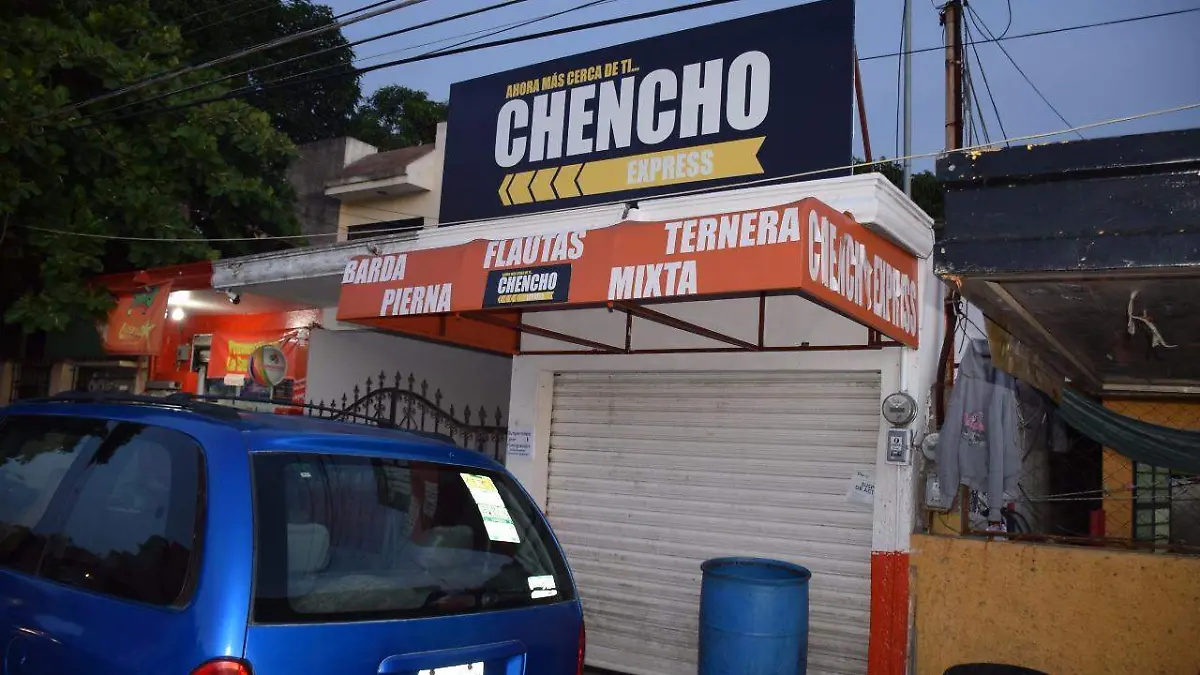 AHORA MÁS CERCA DE TI...
CHENCHO
EXPRESS
BARDA
PIERNA
FLAUTAS
CHENCHO
TERNERA
MIXTA
CHENCHO EXPRESS